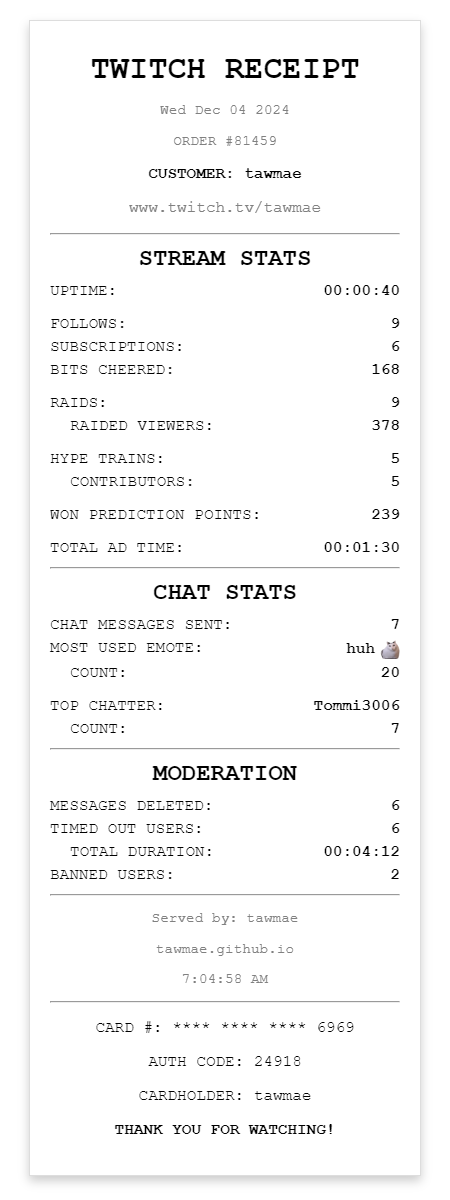 TWITCH RECEIPT
Wed Dec 04 2024
ORDER #81459
CUSTOMER: tawmae
www.twitch.tv/tawmae
STREAM STATS
UPTIME: 00:00:40
FOLLOWS: 9
SUBSCRIPTIONS: 6
BITS CHEERED: 168
RAIDS: 9
RAIDED VIEWERS: 378
HYPE TRAINS: 5
CONTRIBUTORS: 5
WON PREDICTION POINTS: 239
TOTAL AD TIME: 00:01:30
CHAT STATS
CHAT MESSAGES SENT: 7
MOST USED EMOTE: huh
COUNT: 20
TOP CHATTER: Tommi3006
COUNT: 7
MODERATION
MESSAGES DELETED: 6
TIMED OUT USERS: 6
TOTAL DURATION: 00:04:12
BANNED USERS: 2
Served by: tawmae
tawmae.github.io
7:04:58 AM
CARD #: **** **** **** 6969
AUTH CODE: 24918
CARDHOLDER: tawmae
THANK YOU FOR WATCHING!